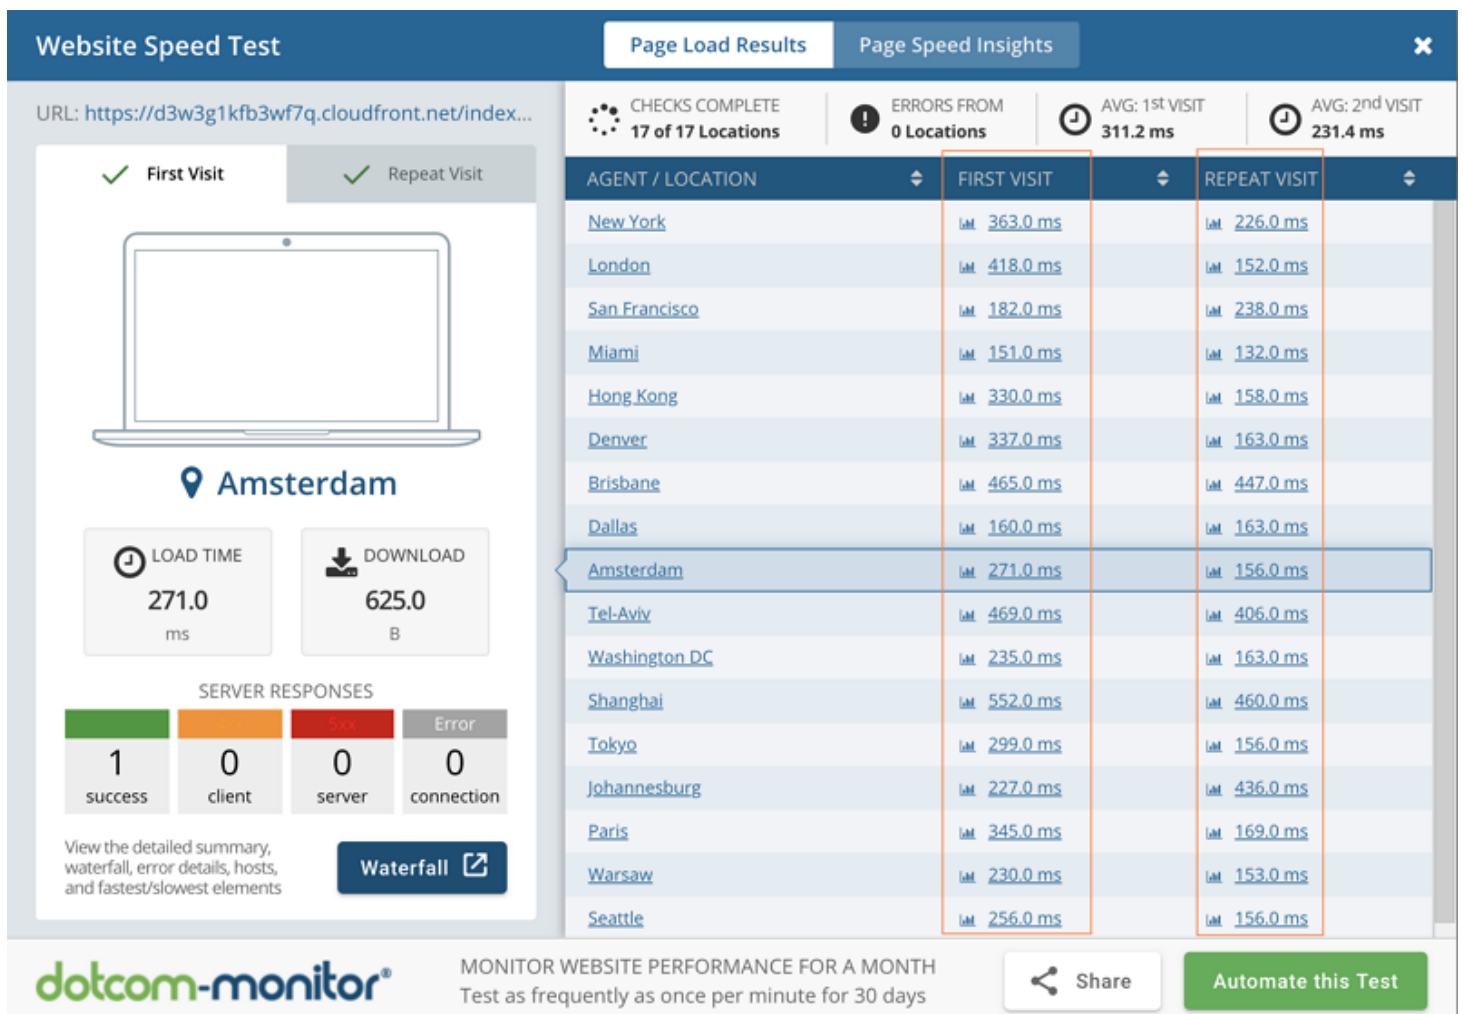 Website Speed Test
Page Load Results
Page Speed Insights
URL: https://d3w3g1kfb3wf7q.cloudfront.net/index...
CHECKS COMPLETE
17 of 17 Locations
ERRORS FROM
0 Locations
AVG: 1st VISIT
311.2 ms
AVG: 2nd VISIT
231.4 ms
First Visit
Repeat Visit
Amsterdam
LOAD TIME
271.0
ms
DOWNLOAD
625.0
B
SERVER RESPONSES
5xx
Error
1
0
0
0
success
client
server
connection
View the detailed summary,
waterfall, error details, hosts,
and fastest/slowest elements
Waterfall
AGENT / LOCATION FIRST VISIT REPEAT VISIT
New York 363.0 ms 226.0 ms
London 418.0 ms 152.0 ms
San Francisco 182.0 ms 238.0 ms
Miami 151.0 ms 132.0 ms
Hong Kong 330.0 ms 158.0 ms
Denver 337.0 ms 163.0 ms
Brisbane 465.0 ms 447.0 ms
Dallas 160.0 ms 163.0 ms
Amsterdam 271.0 ms 156.0 ms
Tel-Aviv 469.0 ms 406.0 ms
Washington DC 235.0 ms 163.0 ms
Shanghai 552.0 ms 460.0 ms
Tokyo 299.0 ms 156.0 ms
Johannesburg 227.0 ms 436.0 ms
Paris 345.0 ms 169.0 ms
Warsaw 230.0 ms 153.0 ms
Seattle 256.0 ms 156.0 ms
dotcom-monitor®
MONITOR WEBSITE PERFORMANCE FOR A MONTH
Test as frequently as once per minute for 30 days
Share
Automate this Test